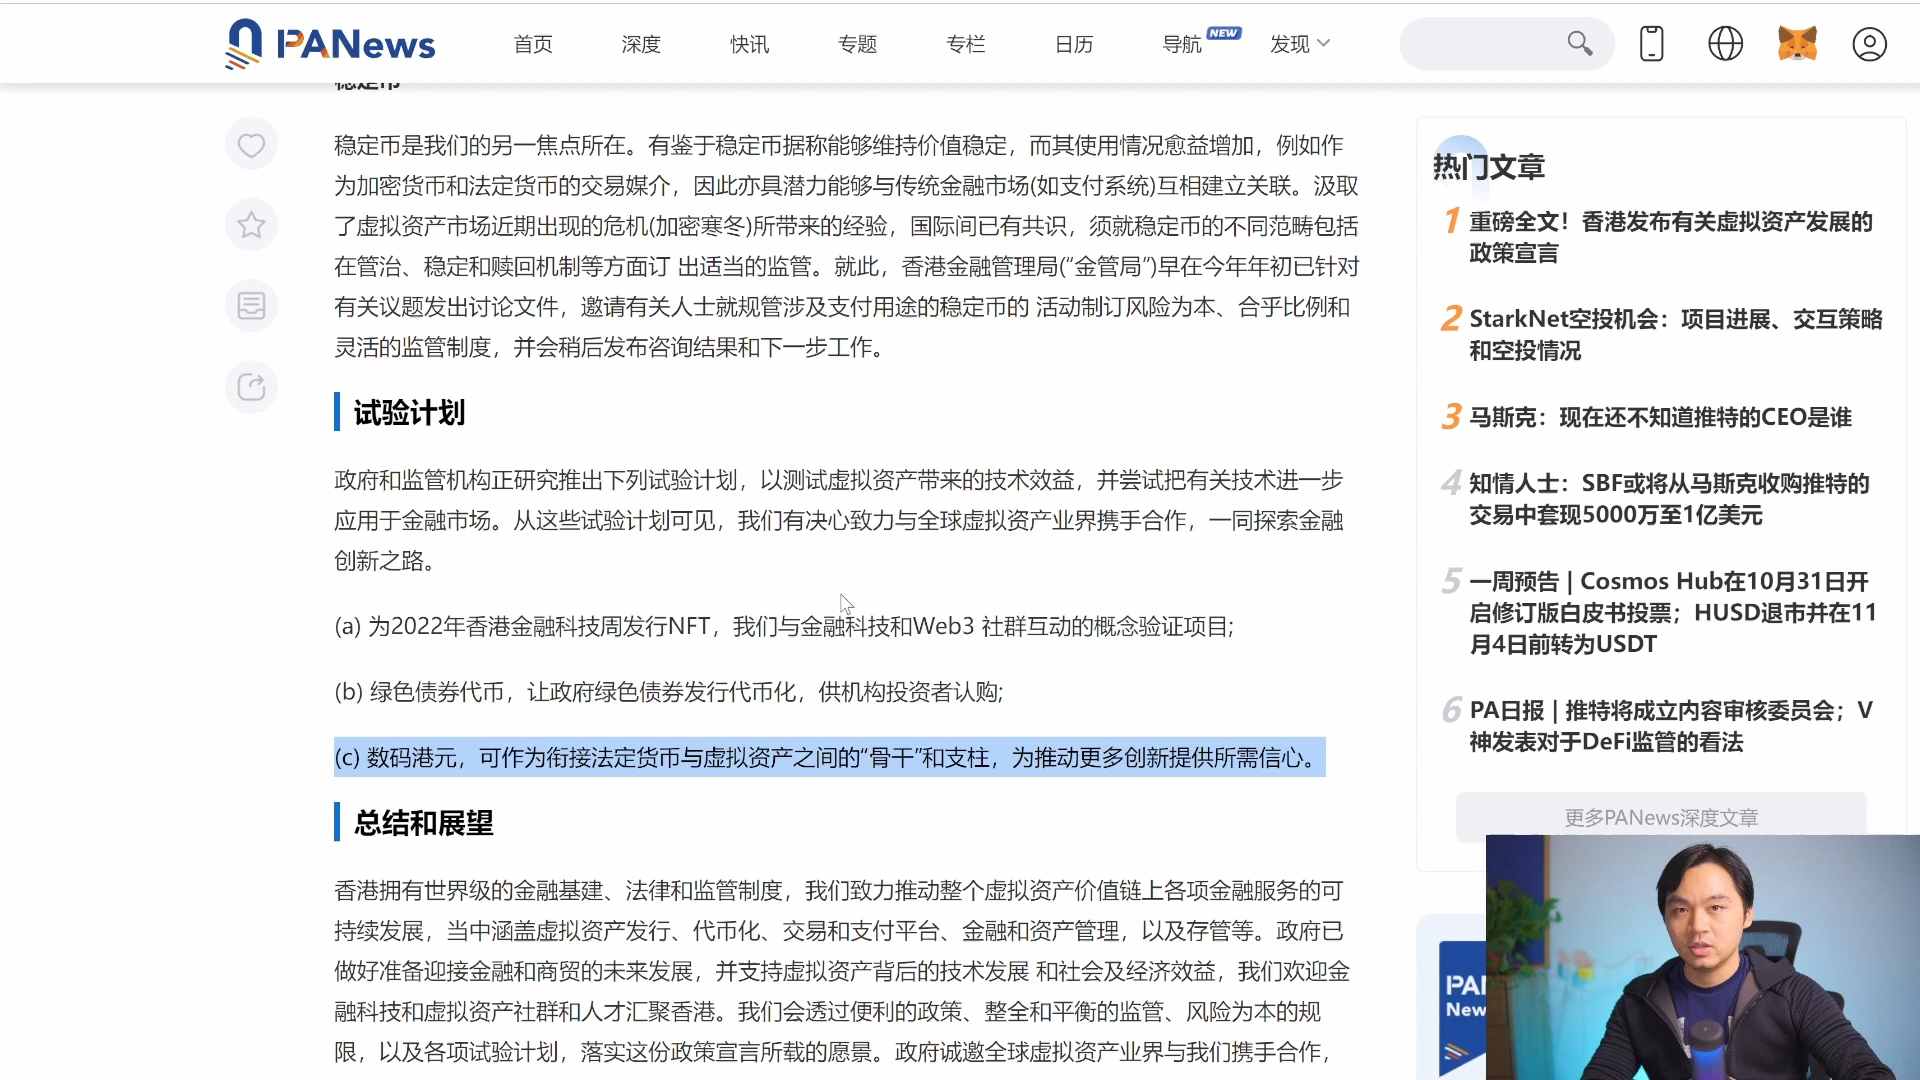 PANews
首页
深度
快讯
专题
专栏
日历
导航
NEW
发现
稳定币
稳定币是我们的另一焦点所在。有鉴于稳定币据称能够维持价值稳定，而其使用情况愈益增加，例如作
为加密货币和法定货币的交易媒介，因此亦具潜力能够与传统金融市场(如支付系统)互相建立关联。汲取
了虚拟资产市场近期出现的危机(加密寒冬)所带来的经验，国际间已有共识，须就稳定币的不同范畴包括
在管治、稳定和赎回机制等方面订 出适当的监管。就此，香港金融管理局(“金管局”)早在今年年初已针对
有关议题发出讨论文件，邀请有关人士就规管涉及支付用途的稳定币的 活动制订风险为本、合乎比例和
灵活的监管制度，并会稍后发布咨询结果和下一步工作。
试验计划
政府和监管机构正研究推出下列试验计划，以测试虚拟资产带来的技术效益，并尝试把有关技术进一步
应用于金融市场。从这些试验计划可见，我们有决心致力与全球虚拟资产业界携手合作，一同探索金融
创新之路。
(a) 为2022年香港金融科技周发行NFT，我们与金融科技和Web3 社群互动的概念验证项目;
(b) 绿色债券代币，让政府绿色债券发行代币化，供机构投资者认购;
(c) 数码港元，可作为衔接法定货币与虚拟资产之间的“骨干”和支柱，为推动更多创新提供所需信心。
总结和展望
香港拥有世界级的金融基建、法律和监管制度，我们致力推动整个虚拟资产价值链上各项金融服务的可
持续发展，当中涵盖虚拟资产发行、代币化、交易和支付平台、金融和资产管理，以及存管等。政府已
做好准备迎接金融和商贸的未来发展，并支持虚拟资产背后的技术发展 和社会及经济效益，我们欢迎金
融科技和虚拟资产社群和人才汇聚香港。我们会透过便利的政策、整全和平衡的监管、风险为本的规
限，以及各项试验计划，落实这份政策宣言所载的愿景。政府诚邀全球虚拟资产业界与我们携手合作，
热门文章
1 重磅全文！香港发布有关虚拟资产发展的
政策宣言
2 StarkNet空投机会：项目进展、交互策略
和空投情况
3 马斯克：现在还不知道推特的CEO是谁
4 知情人士：SBF或将从马斯克收购推特的
交易中套现5000万至1亿美元
5 一周预告 | Cosmos Hub在10月31日开
启修订版白皮书投票；HUSD退市并在11
月4日前转为USDT
6 PA日报 | 推特将成立内容审核委员会；V
神发表对于DeFi监管的看法
更多PANews深度文章
PA
New